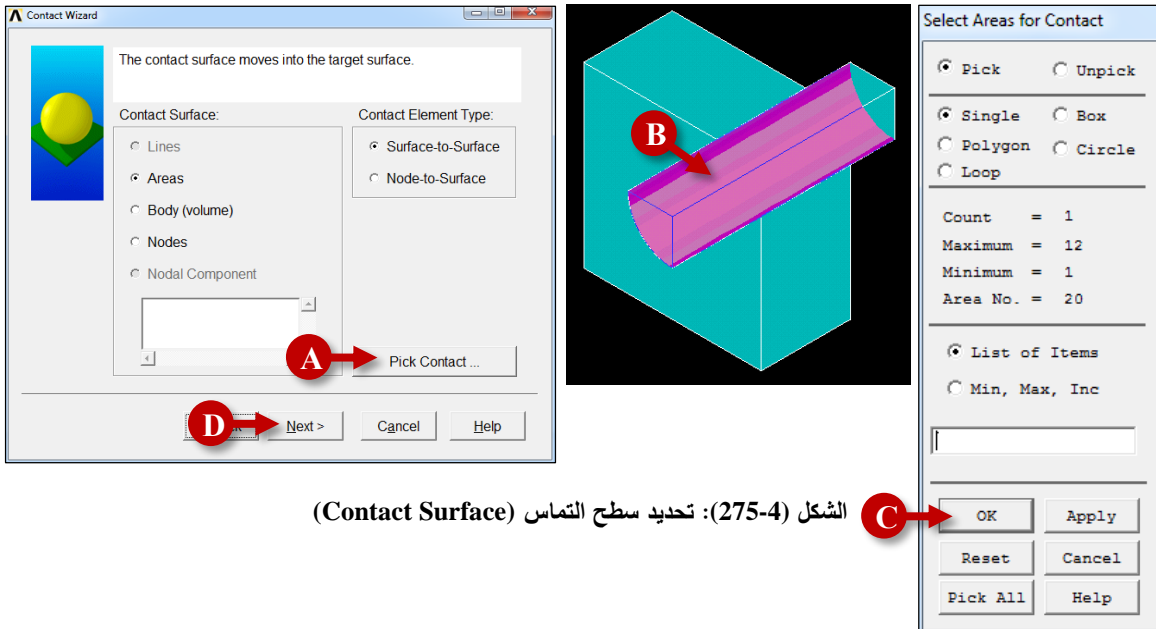 Contact Wizard
The contact surface moves into the target surface.
Contact Surface:
Contact Element Type:
Lines
Areas
Body (volume)
Nodes
Nodal Component
Surface-to-Surface
Node-to-Surface
A
Pick Contact ...
D
Next >
Cancel
Help
B
Select Areas for Contact
Pick Unpick
Single Box
Polygon Circle
Loop
Count = 1
Maximum = 12
Minimum = 1
Area No. = 20
List of Items
Min, Max, Inc
C
OK Apply
Reset Cancel
Pick All Help
الشكل (4-275): تحديد سطح التماس (Contact Surface)